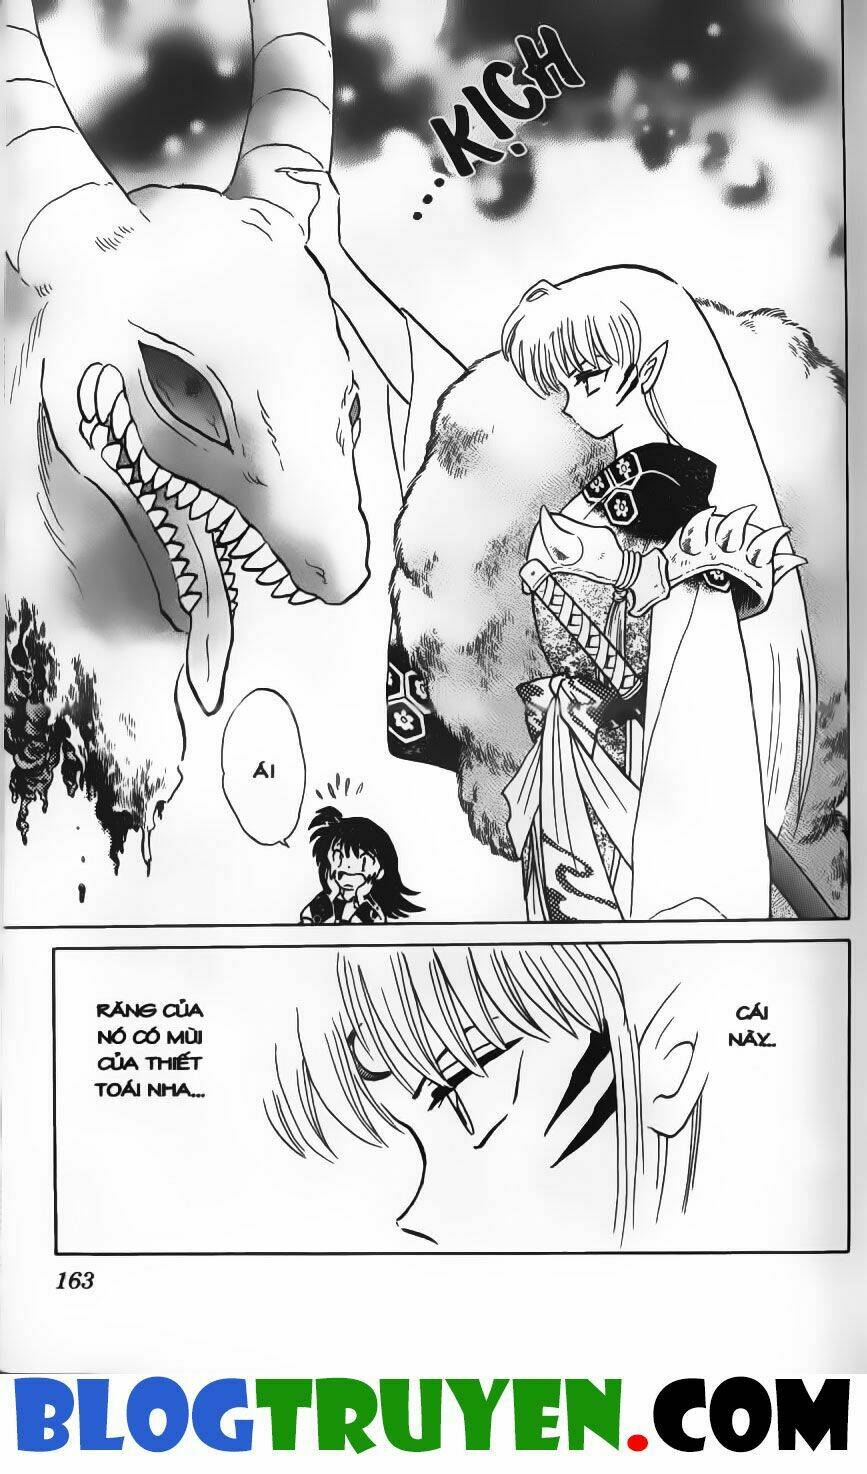 ...KỊCH
ÁI
CÁI
NÀY...
RĂNG CỦA
NÓ CÓ MÙI
CỦA THIẾT
TOÁI NHA...
163
BLOGTRUYEN.COM